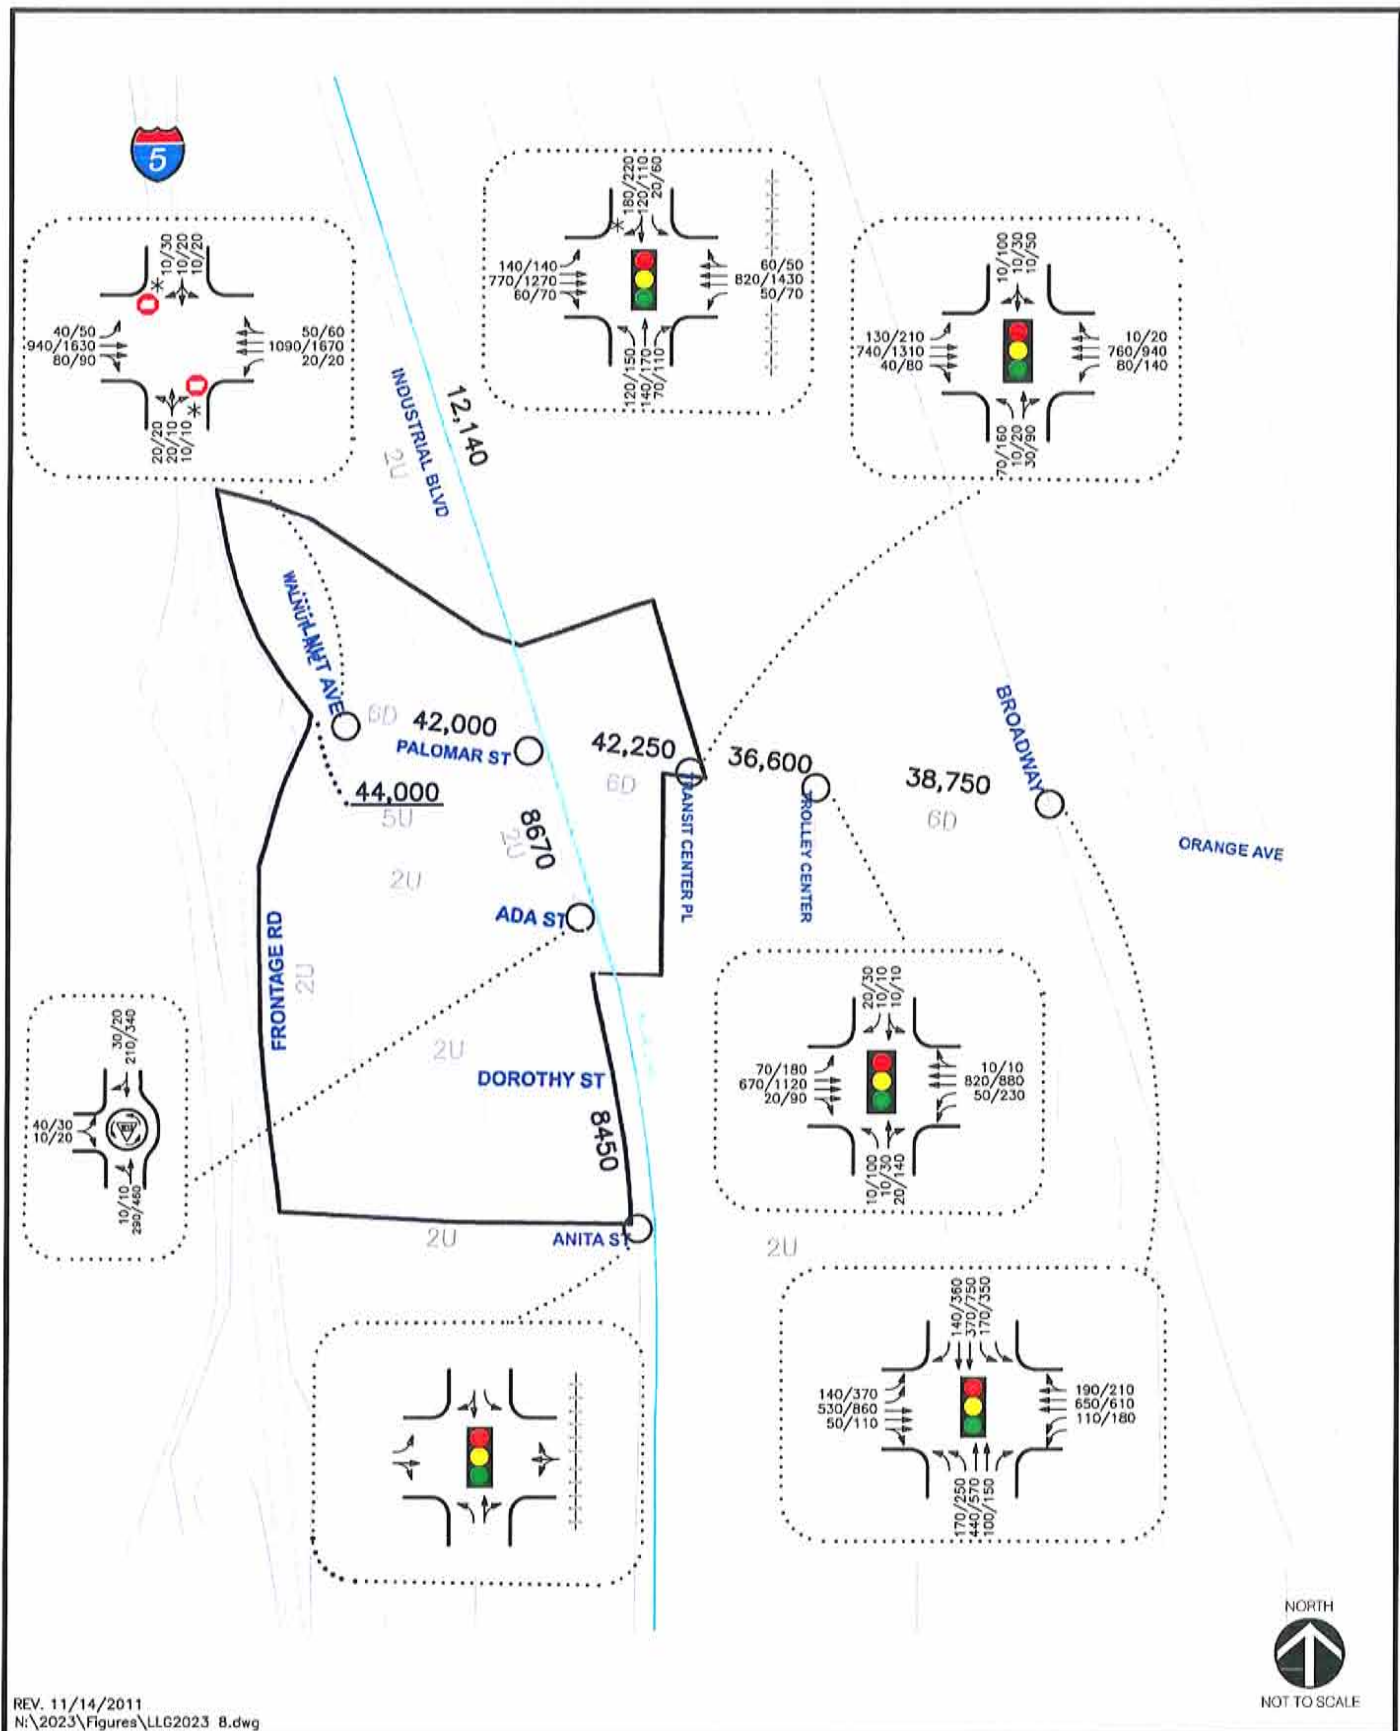 5
10/30
10/20
10/20
40/50
940/1630
80/90
50/60
1090/1670
20/20
20/20
20/10
10/10
180/220
120/110
20/60
140/140
770/1270
60/70
60/50
820/1430
50/70
120/150
140/170
70/110
10/100
10/30
10/50
130/210
740/1310
40/80
10/20
760/940
80/140
70/160
10/20
30/90
INDUSTRIAL BLVD
12,140
2U
WALNUT AVE
6D
42,000
PALOMAR ST
44,000
5U
42,250
6D
36,600
38,750
6D
BROADWAY
TRANSIT CENTER PL
TROLLEY CENTER
ORANGE AVE
8670
2U
2U
ADA ST
FRONTAGE RD
2U
2U
DOROTHY ST
8450
2U
ANITA ST
2U
30/20
210/340
40/30
10/20
10/10
290/460
20/30
10/10
10/10
70/180
670/1120
20/90
10/10
820/880
50/230
10/100
10/30
20/140
140/360
370/750
170/350
140/370
530/860
50/110
190/210
650/610
110/180
170/250
440/570
100/150
NORTH
NOT TO SCALE
REV. 11/14/2011
N:\2023\Figures\LLG2023 8.dwg